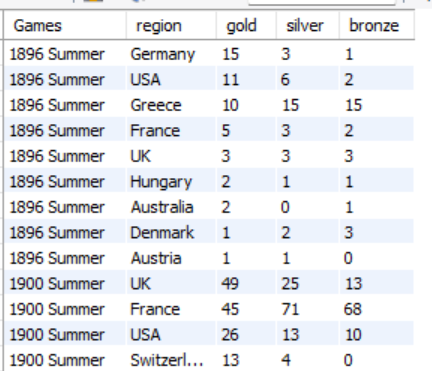 Games region gold silver bronze
1896 Summer Germany 15 3 1
1896 Summer USA 11 6 2
1896 Summer Greece 10 15 15
1896 Summer France 5 3 2
1896 Summer UK 3 3 3
1896 Summer Hungary 2 1 1
1896 Summer Australia 2 0 1
1896 Summer Denmark 1 2 3
1896 Summer Austria 1 1 0
1900 Summer UK 49 25 13
1900 Summer France 45 71 68
1900 Summer USA 26 13 10
1900 Summer Switzerl... 13 4 0